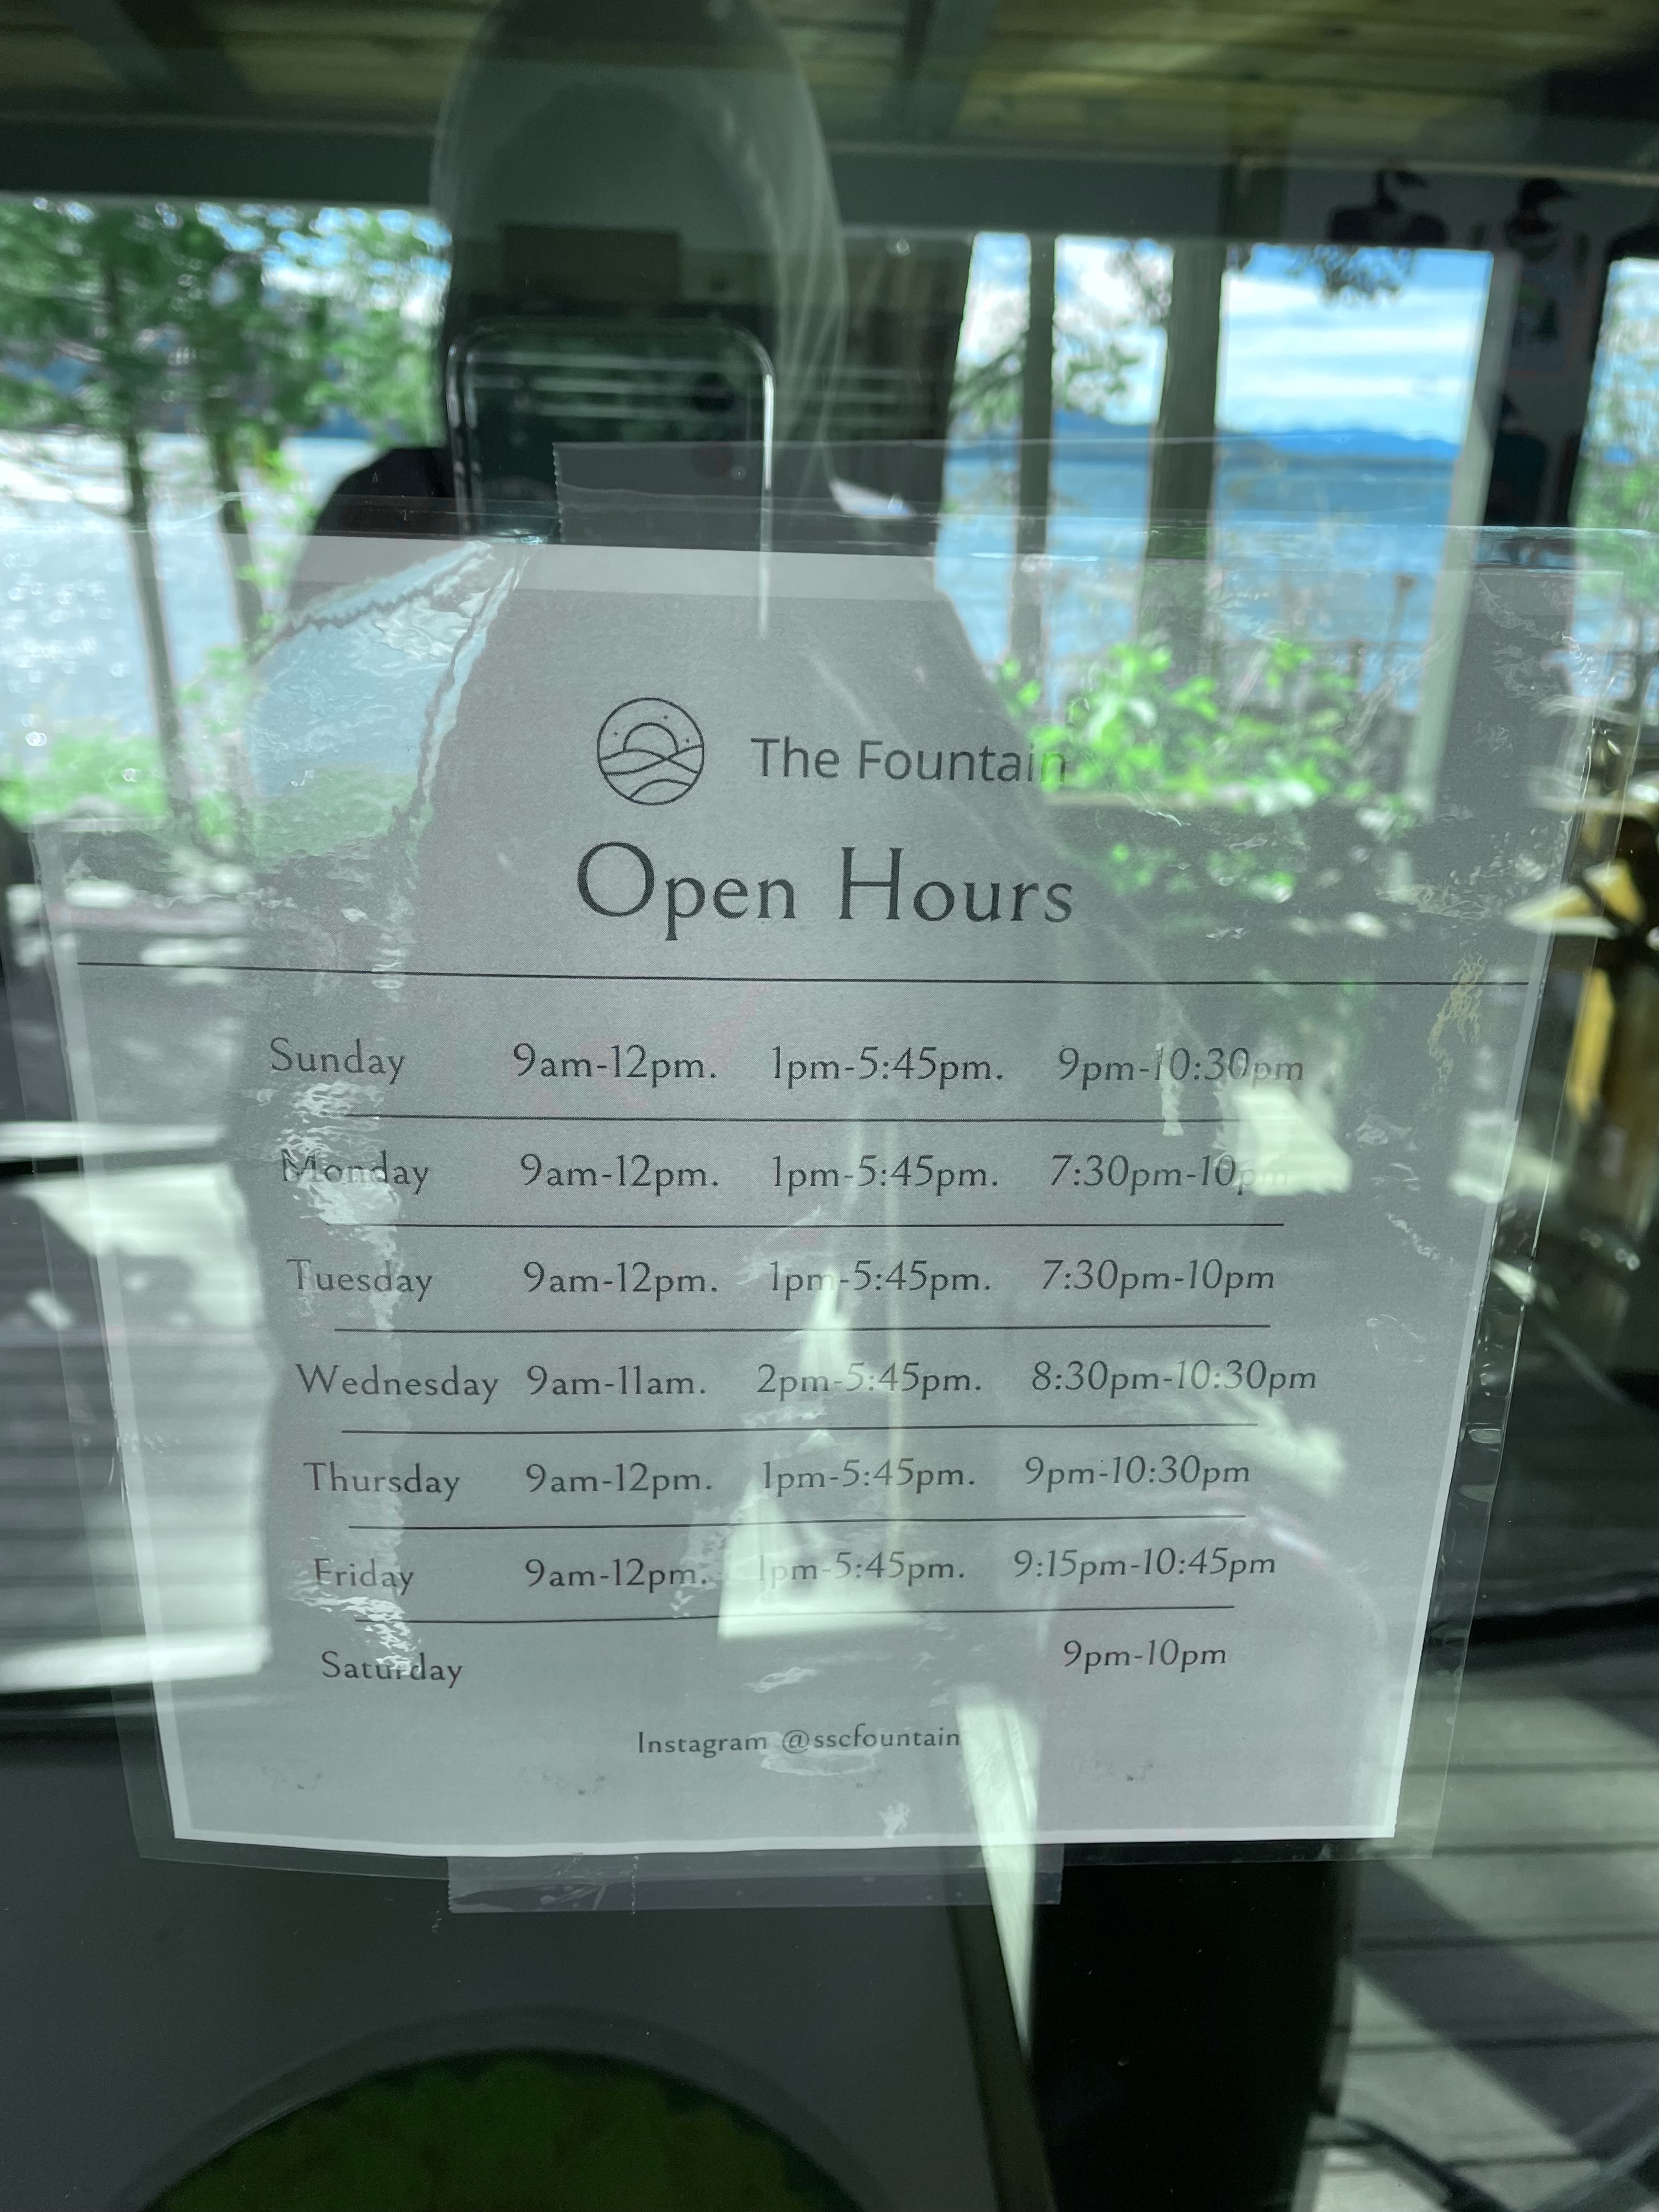 The Fountain
Open Hours
Sunday 9am-12pm. 1pm-5:45pm. 9pm-10:30pm
Monday 9am-12pm. 1pm-5:45pm. 7:30pm-10pm
Tuesday 9am-12pm. 1pm-5:45pm. 7:30pm-10pm
Wednesday 9am-11am. 2pm-5:45pm. 8:30pm-10:30pm
Thursday 9am-12pm. 1pm-5:45pm. 9pm-10:30pm
Friday 9am-12pm. 1pm-5:45pm. 9:15pm-10:45pm
Saturday 9pm-10pm
Instagram @sscfountain